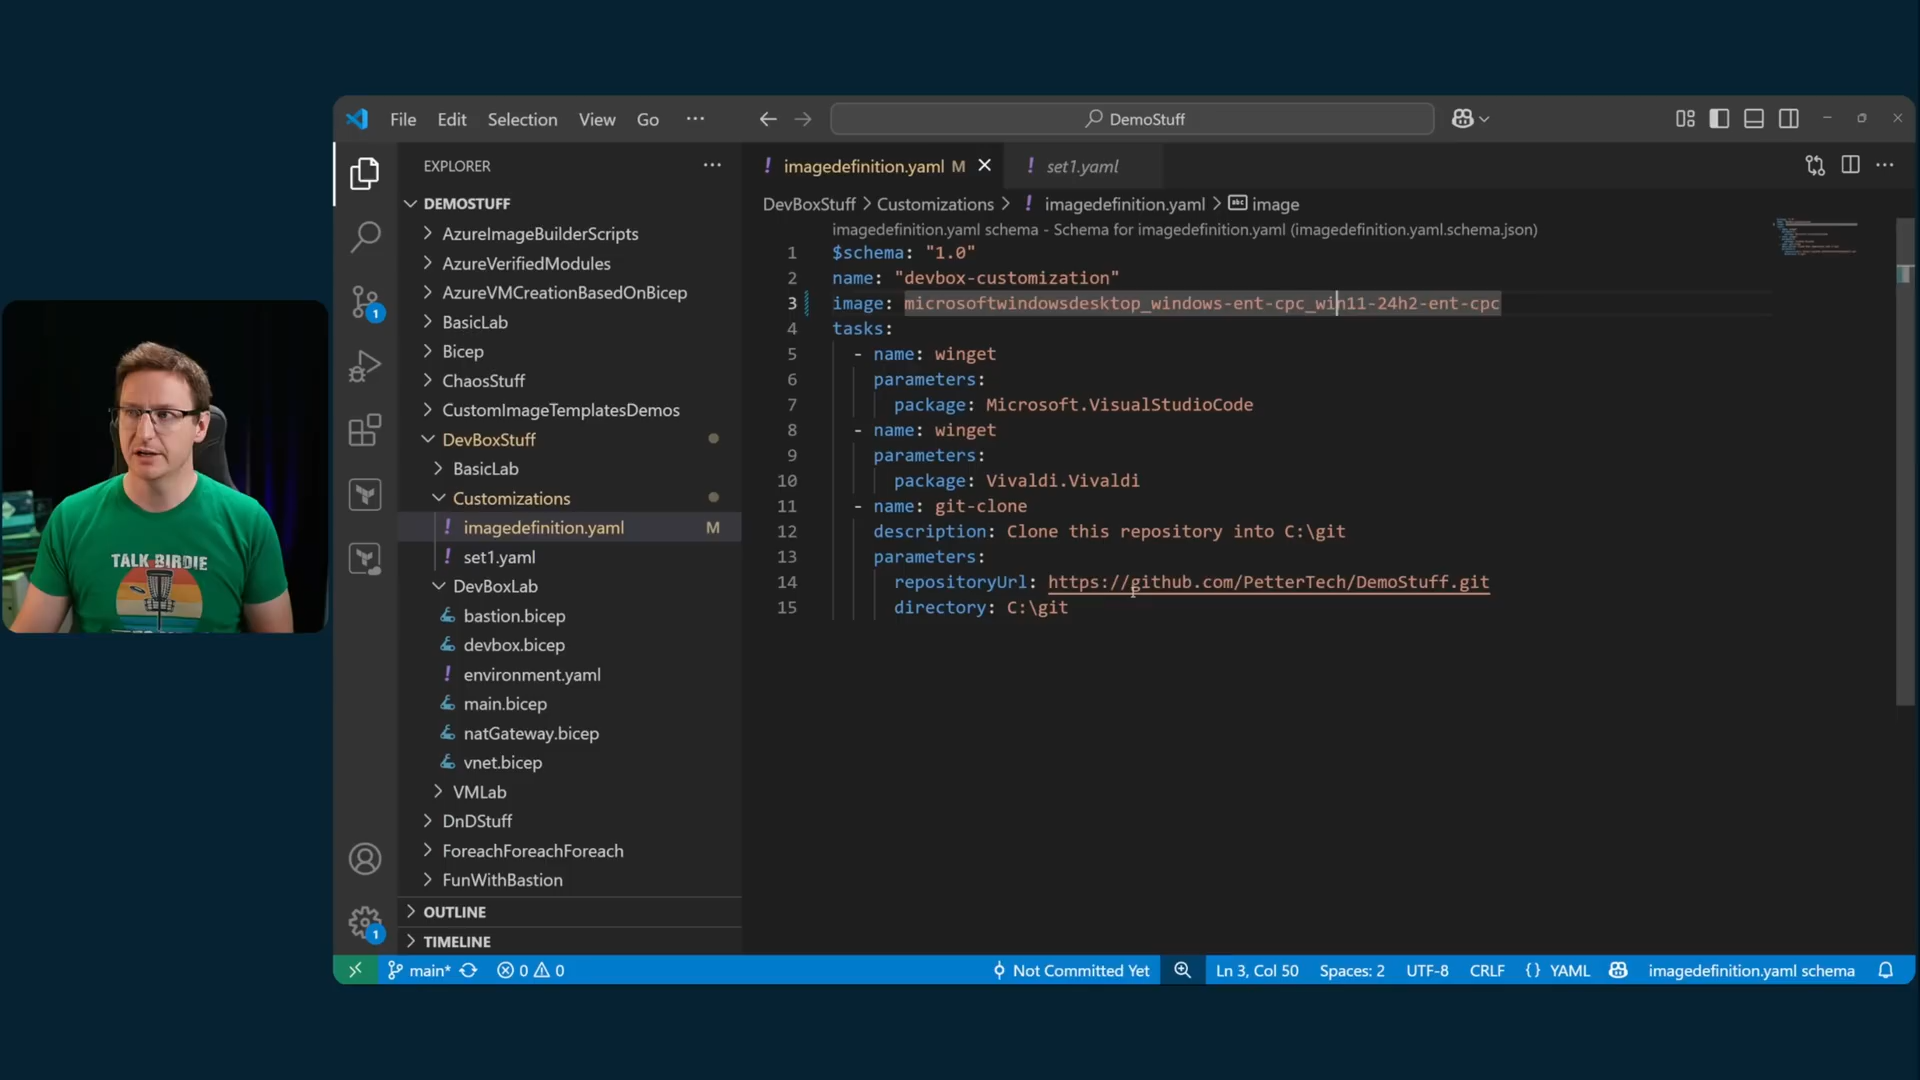 File Edit Selection View Go ··· DemoStuff
EXPLORER ···
DEMOSTUFF
AzureImageBuilderScripts
AzureVerifiedModules
AzureVMCreationBasedOnBicep
BasicLab
Bicep
ChaosStuff
CustomImageTemplatesDemos
DevBoxStuff
BasicLab
Customizations
! imagedefinition.yaml M
! set1.yaml
DevBoxLab
bastion.bicep
devbox.bicep
! environment.yaml
main.bicep
natGateway.bicep
vnet.bicep
VMLab
DnDStuff
ForeachForeachForeach
FunWithBastion
OUTLINE
TIMELINE
1
1
! imagedefinition.yaml M ! set1.yaml
DevBoxStuff > Customizations > ! imagedefinition.yaml > abc image
imagedefinition.yaml schema - Schema for imagedefinition.yaml (imagedefinition.yaml.schema.json)
1 $schema: "1.0"
2 name: "devbox-customization"
3 image: microsoftwindowsdesktop_windows-ent-cpc_win11-24h2-ent-cpc
4 tasks:
5 - name: winget
6 parameters:
7 package: Microsoft.VisualStudioCode
8 - name: winget
9 parameters:
10 package: Vivaldi.Vivaldi
11 - name: git-clone
12 description: Clone this repository into C:\git
13 parameters:
14 repositoryUrl: https://github.com/PetterTech/DemoStuff.git
15 directory: C:\git
main* 0 0 Not Committed Yet Ln 3, Col 50 Spaces: 2 UTF-8 CRLF {} YAML imagedefinition.yaml schema
TALK BIRDIE